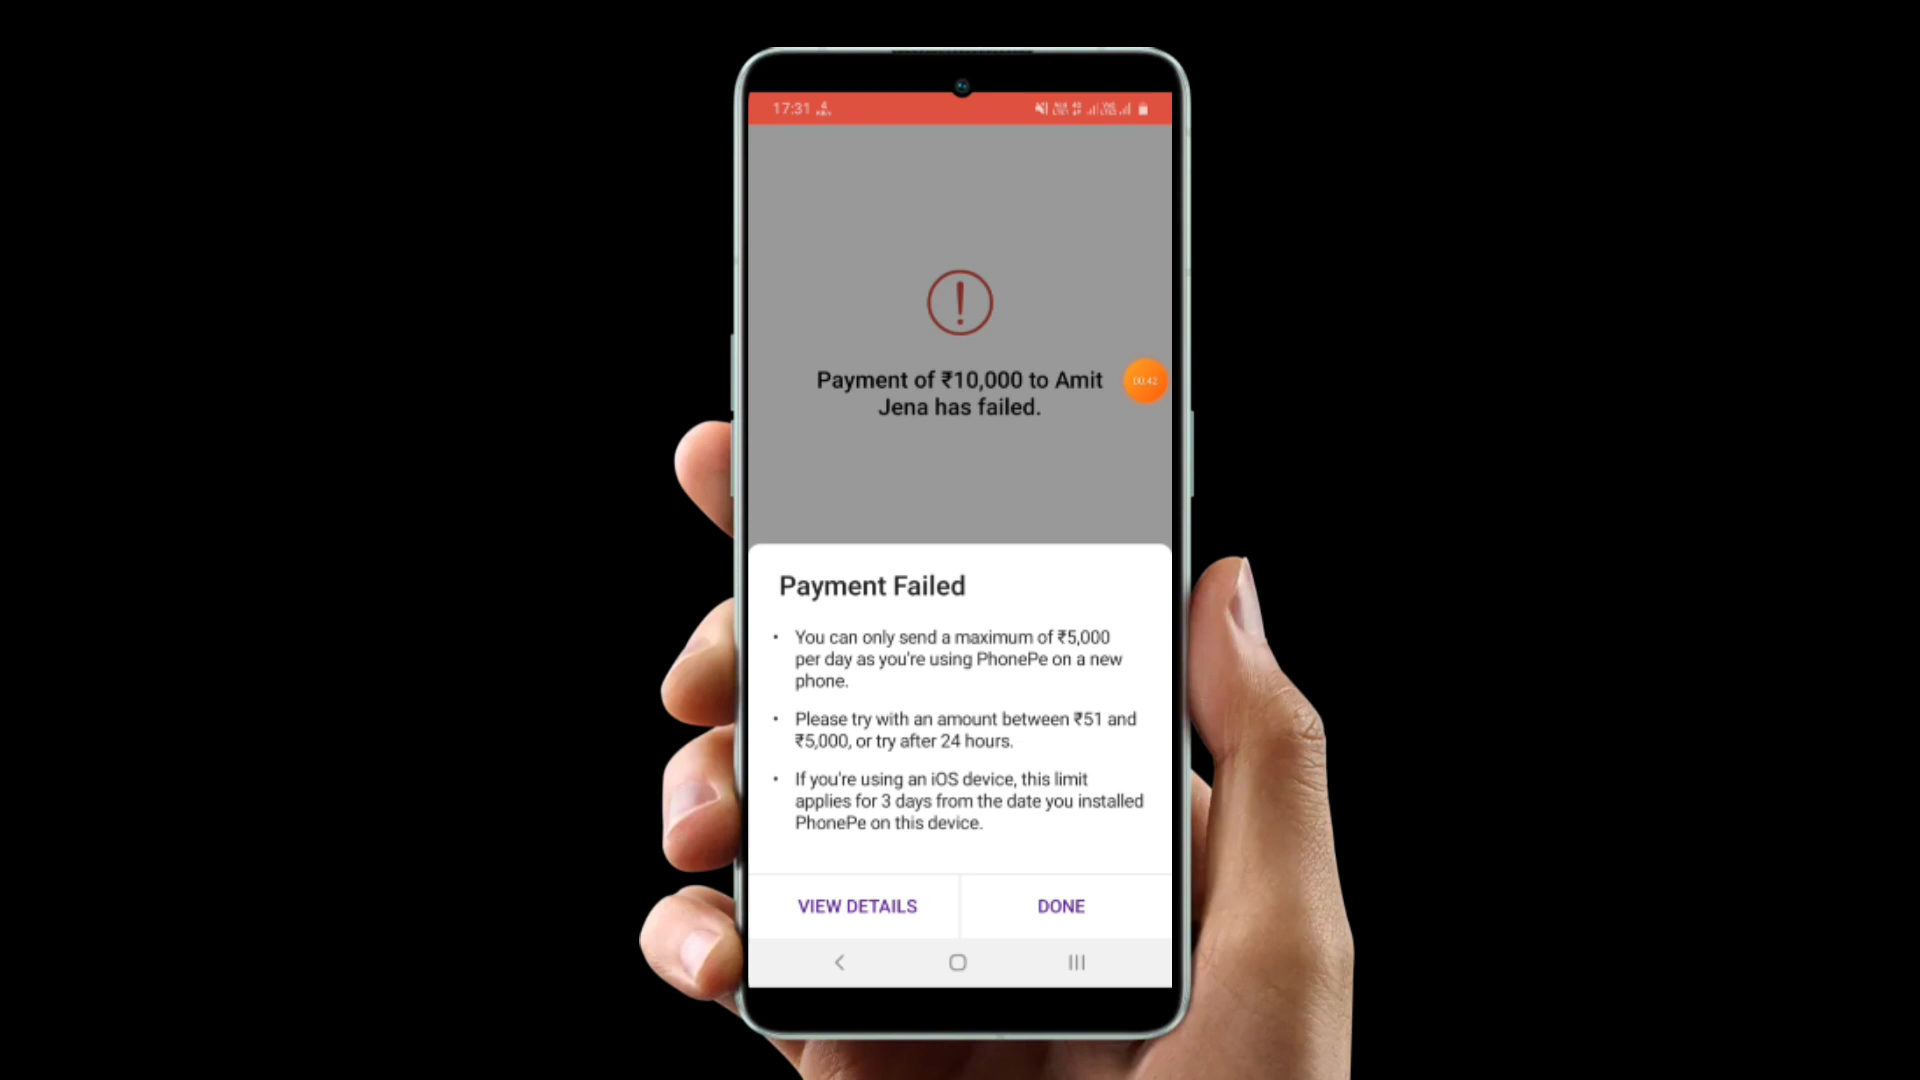 17:31
Payment of ₹10,000 to Amit
Jena has failed.
00:42
Payment Failed
• You can only send a maximum of ₹5,000
per day as you're using PhonePe on a new
phone.
• Please try with an amount between ₹51 and
₹5,000, or try after 24 hours.
• If you're using an iOS device, this limit
applies for 3 days from the date you installed
PhonePe on this device.
VIEW DETAILS
DONE